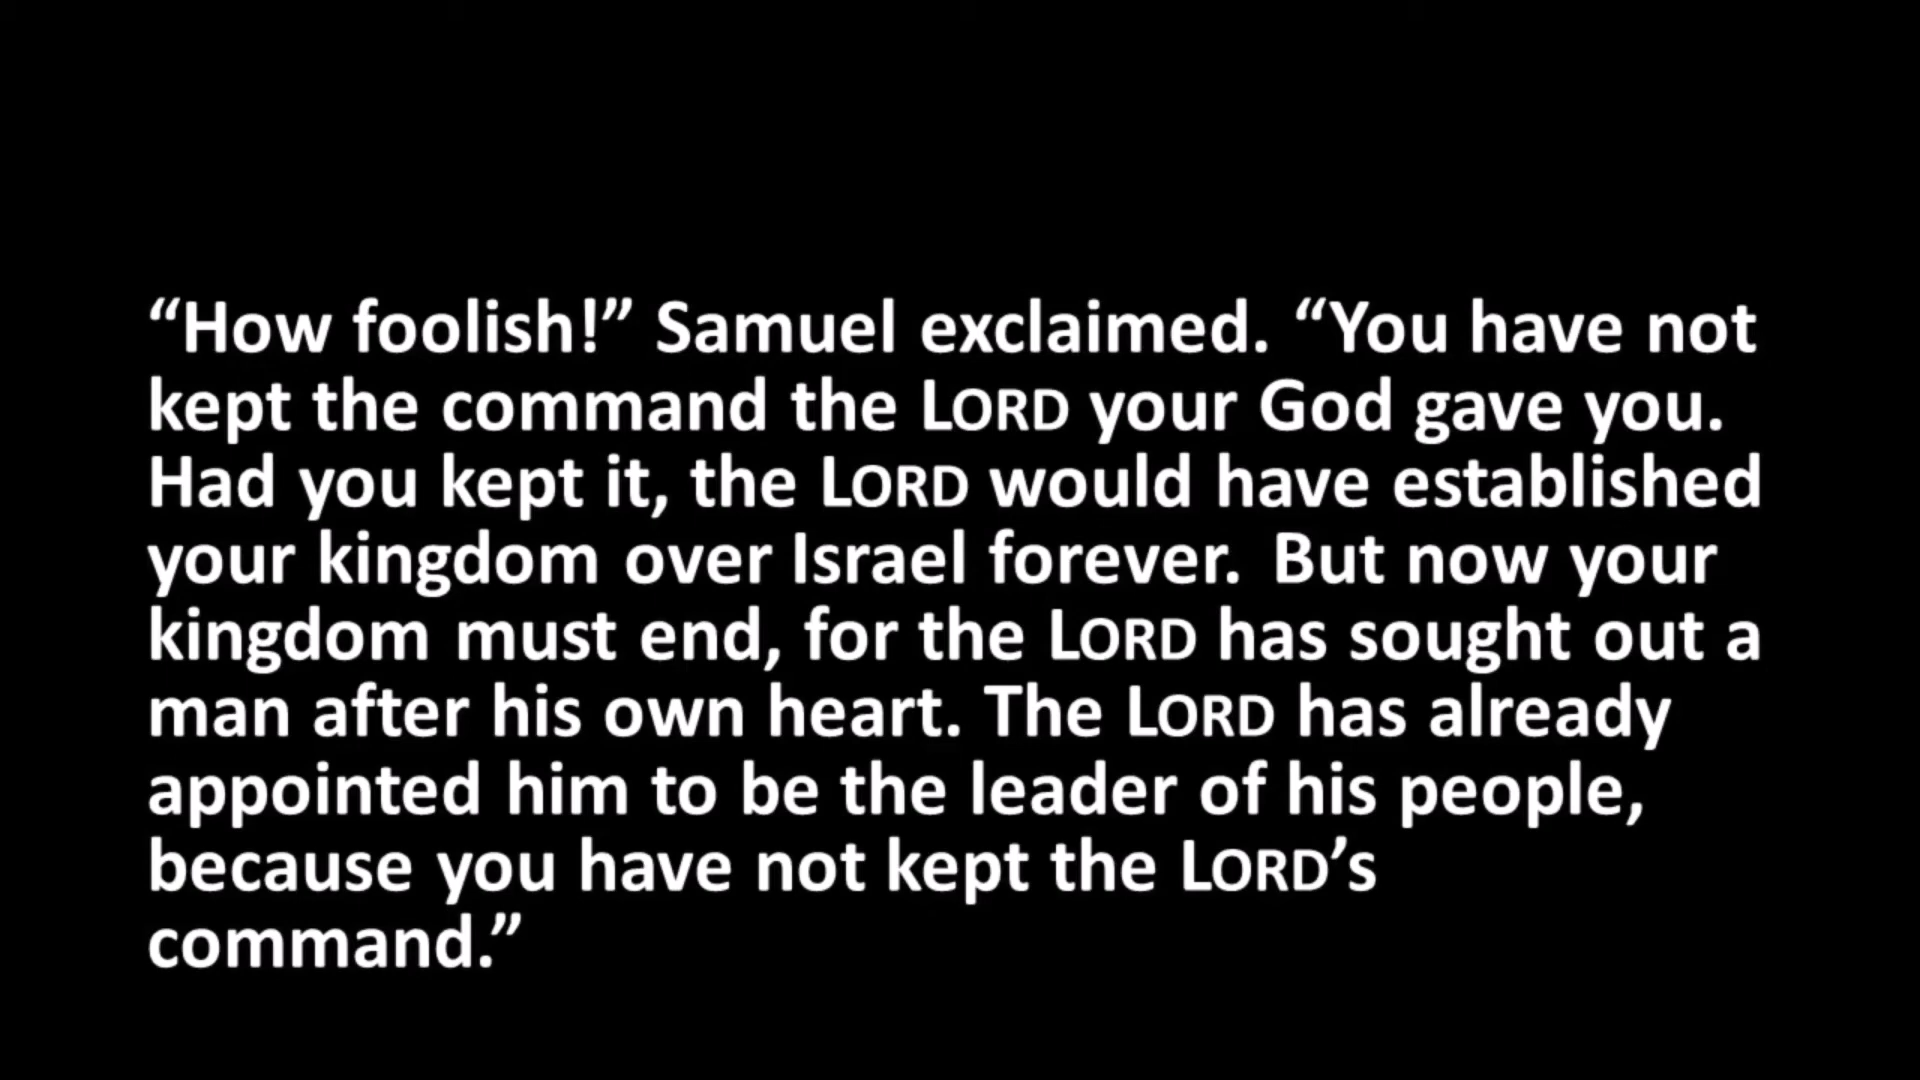 “How foolish!” Samuel exclaimed. “You have not
kept the command the LORD your God gave you.
Had you kept it, the LORD would have established
your kingdom over Israel forever. But now your
kingdom must end, for the LORD has sought out a
man after his own heart. The LORD has already
appointed him to be the leader of his people,
because you have not kept the LORD’s
command.”